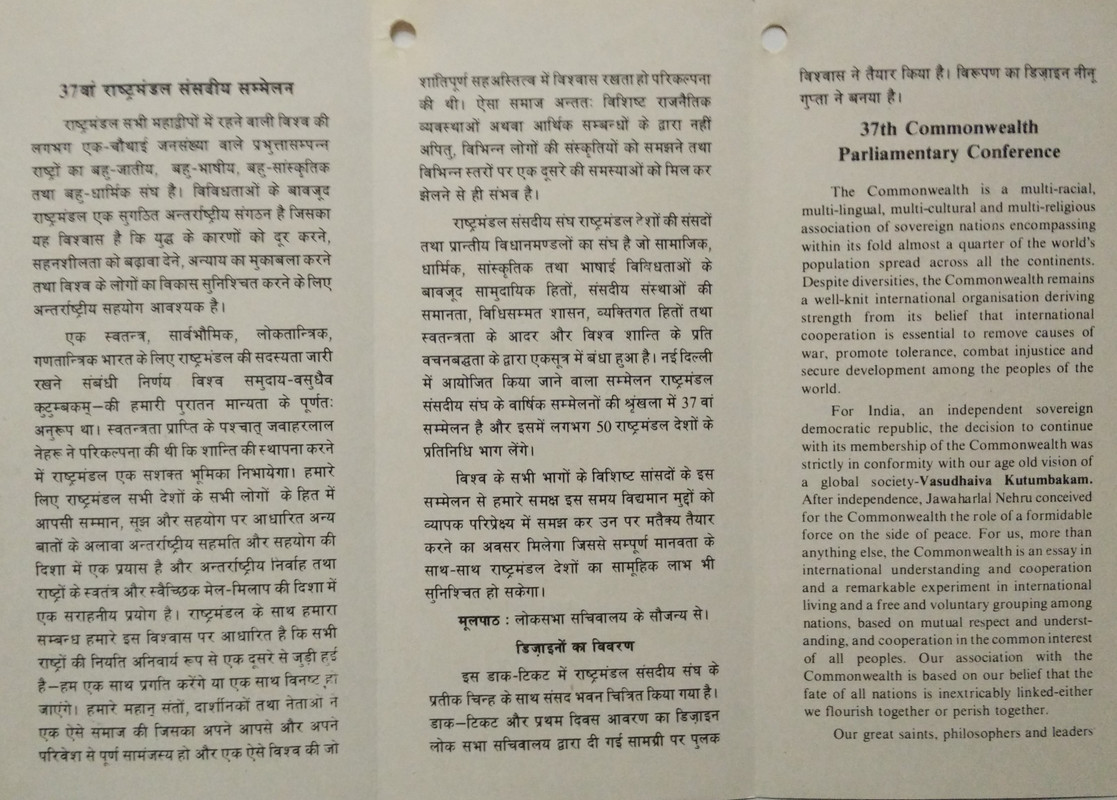 37वां राष्ट्रमंडल संसदीय सम्मेलन
राष्ट्रमंडल सभी महाद्वीपों में रहने वाली विश्व की
लगभग एक-चौथाई जनसंख्या वाले प्रभुत्तासम्पन्न
राष्ट्रों का बहु-जातीय, बहु-भाषीय, बहु-सांस्कृतिक
तथा बहु-धार्मिक संघ है। विविधताओं के बावजूद
राष्ट्रमंडल एक सुगठित अन्तर्राष्ट्रीय संगठन है जिसका
यह विश्वास है कि युद्ध के कारणों को दूर करने,
सहनशीलता को बढ़ावा देने, अन्याय का मुकाबला करने
तथा विश्व के लोगों का विकास सुनिश्चित करने के लिए
अन्तर्राष्ट्रीय सहयोग आवश्यक है।
एक स्वतन्त्र, सार्वभौमिक, लोकतान्त्रिक,
गणतान्त्रिक भारत के लिए राष्ट्रमंडल की सदस्यता जारी
रखने संबंधी निर्णय विश्व समुदाय-वसुधैव
कुटुम्बकम्–की हमारी पुरातन मान्यता के पूर्णतः
अनुरूप था। स्वतन्त्रता प्राप्ति के पश्चात् जवाहरलाल
नेहरू ने परिकल्पना की थी कि शान्ति की स्थापना करने
में राष्ट्रमंडल एक सशक्त भूमिका निभायेगा। हमारे
लिए राष्ट्रमंडल सभी देशों के सभी लोगों के हित में
आपसी सम्मान, सूझ और सहयोग पर आधारित अन्य
बातों के अलावा अन्तर्राष्ट्रीय सहमति और सहयोग की
दिशा में एक प्रयास है और अन्तर्राष्ट्रीय निर्वाह तथा
राष्ट्रों के स्वतंत्र और स्वैच्छिक मेल-मिलाप की दिशा में
एक सराहनीय प्रयोग है। राष्ट्रमंडल के साथ हमारा
सम्बन्ध हमारे इस विश्वास पर आधारित है कि सभी
राष्ट्रों की नियति अनिवार्य रूप से एक दूसरे से जुड़ी हुई
है–हम एक साथ प्रगति करेंगे या एक साथ विनष्ट हो
जाएंगे। हमारे महान् संतों, दार्शनिकों तथा नेताओं ने
एक ऐसे समाज की जिसका अपने आपसे और अपने
परिवेश से पूर्ण सामंजस्य हो और एक ऐसे विश्व की जो
शांतिपूर्ण सहअस्तित्व में विश्वास रखता हो परिकल्पना
की थी। ऐसा समाज अन्ततः विशिष्ट राजनैतिक
व्यवस्थाओं अथवा आर्थिक सम्बन्धों के द्वारा नहीं
अपितु, विभिन्न लोगों की संस्कृतियों को समझने तथा
विभिन्न स्तरों पर एक दूसरे की समस्याओं को मिल कर
झेलने से ही संभव है।
राष्ट्रमंडल संसदीय संघ राष्ट्रमंडल देशों की संसदों
तथा प्रान्तीय विधानमण्डलों का संघ है जो सामाजिक,
धार्मिक, सांस्कृतिक तथा भाषाई विविधताओं के
बावजूद सामुदायिक हितों, संसदीय संस्थाओं की
समानता, विधिसम्मत शासन, व्यक्तिगत हितों तथा
स्वतन्त्रता के आदर और विश्व शान्ति के प्रति
वचनबद्धता के द्वारा एकसूत्र में बंधा हुआ है। नई दिल्ली
में आयोजित किया जाने वाला सम्मेलन राष्ट्रमंडल
संसदीय संघ के वार्षिक सम्मेलनों की श्रृंखला में 37 वां
सम्मेलन है और इसमें लगभग 50 राष्ट्रमंडल देशों के
प्रतिनिधि भाग लेंगे।
विश्व के सभी भागों के विशिष्ट सांसदों के इस
सम्मेलन से हमारे समक्ष इस समय विद्यमान मुद्दों को
व्यापक परिप्रेक्ष्य में समझ कर उन पर मतैक्य तैयार
करने का अवसर मिलेगा जिससे सम्पूर्ण मानवता के
साथ-साथ राष्ट्रमंडल देशों का सामूहिक लाभ भी
सुनिश्चित हो सकेगा।
मूलपाठ : लोकसभा सचिवालय के सौजन्य से।
डिज़ाइनों का विवरण
इस डाक-टिकट में राष्ट्रमंडल संसदीय संघ के
प्रतीक चिन्ह के साथ संसद भवन चित्रित किया गया है।
डाक–टिकट और प्रथम दिवस आवरण का डिज़ाइन
लोक सभा सचिवालय द्वारा दी गई सामग्री पर पुलक
विश्वास ने तैयार किया है। विरूपण का डिज़ाइन नीनू
गुप्ता ने बनया है।
37th Commonwealth
Parliamentary Conference
The Commonwealth is a multi-racial,
multi-lingual, multi-cultural and multi-religious
association of sovereign nations encompassing
within its fold almost a quarter of the world's
population spread across all the continents.
Despite diversities, the Commonwealth remains
a well-knit international organisation deriving
strength from its belief that international
cooperation is essential to remove causes of
war, promote tolerance, combat injustice and
secure development among the peoples of the
world.
For India, an independent sovereign
democratic republic, the decision to continue
with its membership of the Commonwealth was
strictly in conformity with our age old vision of
a global society-Vasudhaiva Kutumbakam.
After independence, Jawaharlal Nehru conceived
for the Commonwealth the role of a formidable
force on the side of peace. For us, more than
anything else, the Commonwealth is an essay in
international understanding and cooperation
and a remarkable experiment in international
living and a free and voluntary grouping among
nations, based on mutual respect and underst-
anding, and cooperation in the common interest
of all peoples. Our association with the
Commonwealth is based on our belief that the
fate of all nations is inextricably linked-either
we flourish together or perish together.
Our great saints, philosophers and leaders